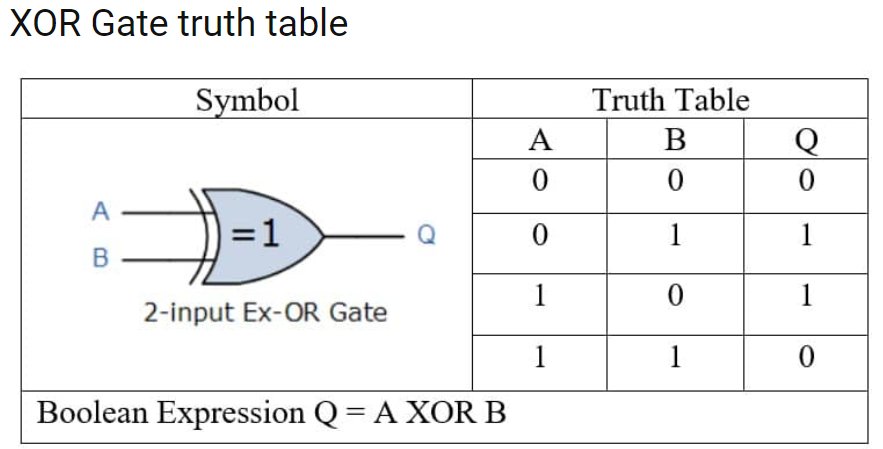 XOR Gate truth table
Symbol Truth Table
A B Q
0 0 0
A
B
=1
Q
0 1 1
2-input Ex-OR Gate
1 0 1
1 1 0
Boolean Expression Q = A XOR B